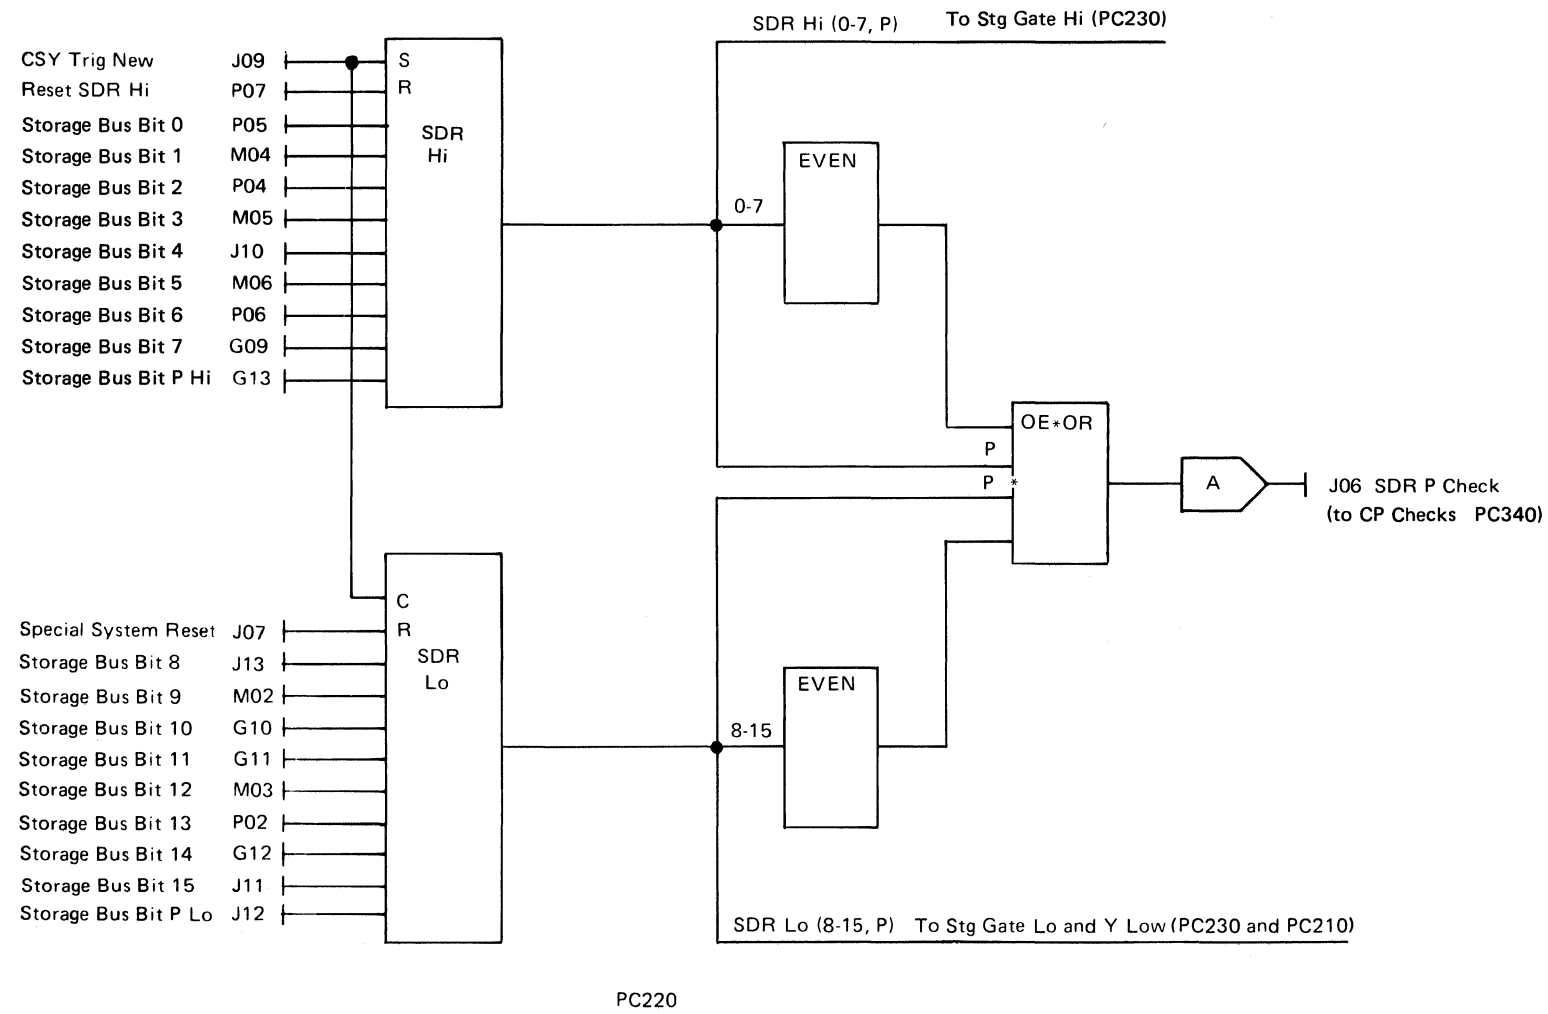 SDR Hi (0-7, P) To Stg Gate Hi (PC230)
CSY Trig New J09 S
Reset SDR Hi P07 R
Storage Bus Bit 0 P05
SDR
Hi
Storage Bus Bit 1 M04
Storage Bus Bit 2 P04
Storage Bus Bit 3 M05
Storage Bus Bit 4 J10
Storage Bus Bit 5 M06
Storage Bus Bit 6 P06
Storage Bus Bit 7 G09
Storage Bus Bit P Hi G13
EVEN
0-7
OE*OR
P
P *
A
J06 SDR P Check
(to CP Checks PC340)
C
Special System Reset J07 R
SDR
Lo
Storage Bus Bit 8 J13
Storage Bus Bit 9 M02
Storage Bus Bit 10 G10
Storage Bus Bit 11 G11
Storage Bus Bit 12 M03
Storage Bus Bit 13 P02
Storage Bus Bit 14 G12
Storage Bus Bit 15 J11
Storage Bus Bit P Lo J12
EVEN
8-15
SDR Lo (8-15, P) To Stg Gate Lo and Y Low (PC230 and PC210)
PC220